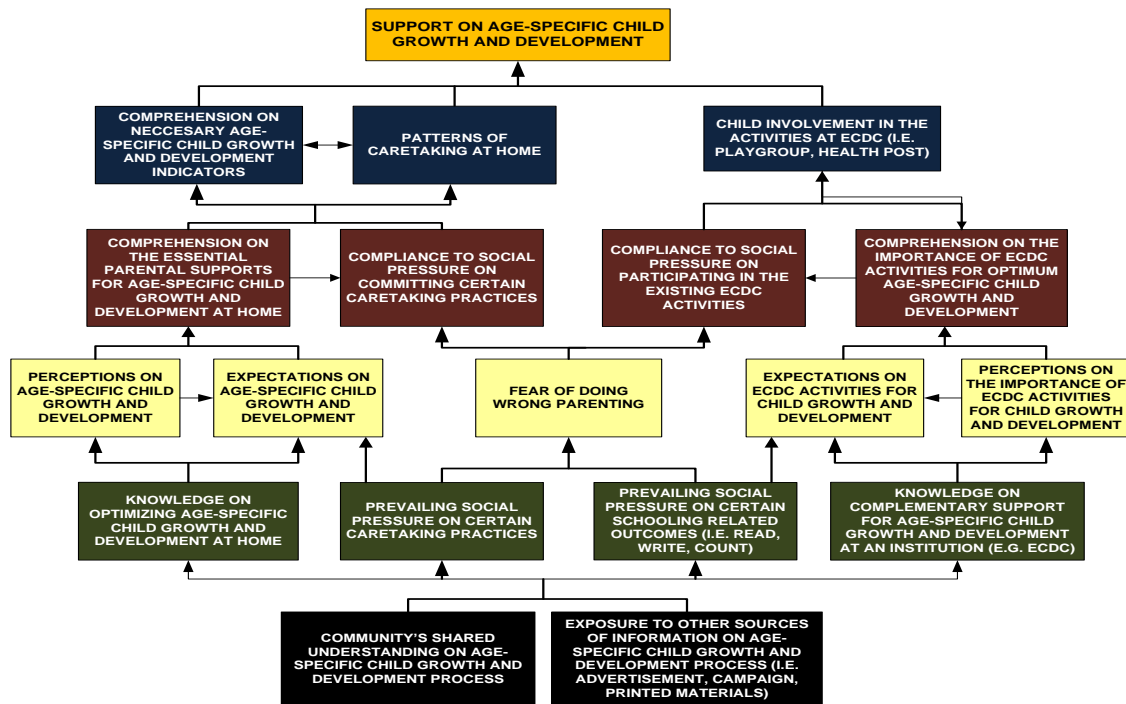 SUPPORT ON AGE-SPECIFIC CHILD
GROWTH AND DEVELOPMENT
COMPREHENSION ON
NECCESARY AGE-
SPECIFIC CHILD GROWTH
AND DEVELOPMENT
INDICATORS
PATTERNS OF
CARETAKING AT HOME
CHILD INVOLVEMENT IN THE
ACTIVITIES AT ECDC (I.E.
PLAYGROUP, HEALTH POST)
COMPREHENSION ON
THE ESSENTIAL
PARENTAL SUPPORTS
FOR AGE-SPECIFIC CHILD
GROWTH AND
DEVELOPMENT AT HOME
COMPLIANCE TO SOCIAL
PRESSURE ON
COMMITTING CERTAIN
CARETAKING PRACTICES
COMPLIANCE TO SOCIAL
PRESSURE ON
PARTICIPATING IN THE
EXISTING ECDC
ACTIVITIES
COMPREHENSION ON THE
IMPORTANCE OF ECDC
ACTIVITIES FOR OPTIMUM
AGE-SPECIFIC CHILD
GROWTH AND
DEVELOPMENT
PERCEPTIONS ON
AGE-SPECIFIC CHILD
GROWTH AND
DEVELOPMENT
EXPECTATIONS ON
AGE-SPECIFIC CHILD
GROWTH AND
DEVELOPMENT
FEAR OF DOING
WRONG PARENTING
EXPECTATIONS ON
ECDC ACTIVITIES FOR
CHILD GROWTH AND
DEVELOPMENT
PERCEPTIONS ON
THE IMPORTANCE OF
ECDC ACTIVITIES
FOR CHILD GROWTH
AND DEVELOPMENT
KNOWLEDGE ON
OPTIMIZING AGE-SPECIFIC
CHILD GROWTH AND
DEVELOPMENT AT HOME
PREVAILING SOCIAL
PRESSURE ON CERTAIN
CARETAKING PRACTICES
PREVAILING SOCIAL
PRESSURE ON CERTAIN
SCHOOLING RELATED
OUTCOMES (I.E. READ,
WRITE, COUNT)
KNOWLEDGE ON
COMPLEMENTARY SUPPORT
FOR AGE-SPECIFIC CHILD
GROWTH AND DEVELOPMENT
AT AN INSTITUTION (E.G. ECDC)
COMMUNITY'S SHARED
UNDERSTANDING ON AGE-
SPECIFIC CHILD GROWTH AND
DEVELOPMENT PROCESS
EXPOSURE TO OTHER SOURCES
OF INFORMATION ON AGE-
SPECIFIC CHILD GROWTH AND
DEVELOPMENT PROCESS (I.E.
ADVERTISEMENT, CAMPAIGN,
PRINTED MATERIALS)